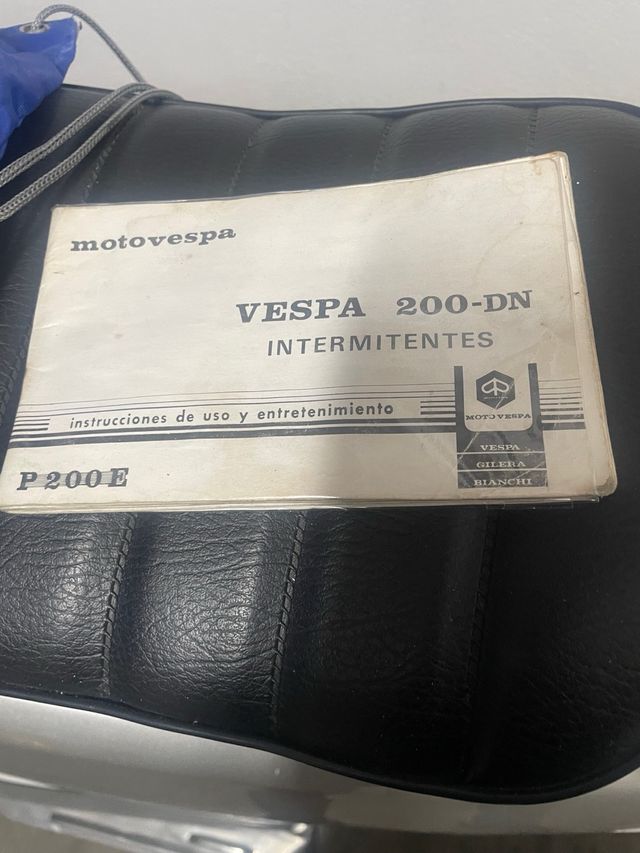 motovespa
VESPA 200-DN
INTERMITENTES
instrucciones de uso y entretenimiento
MOTO VESPA
VESPA
GILERA
BIANCHI
P200E